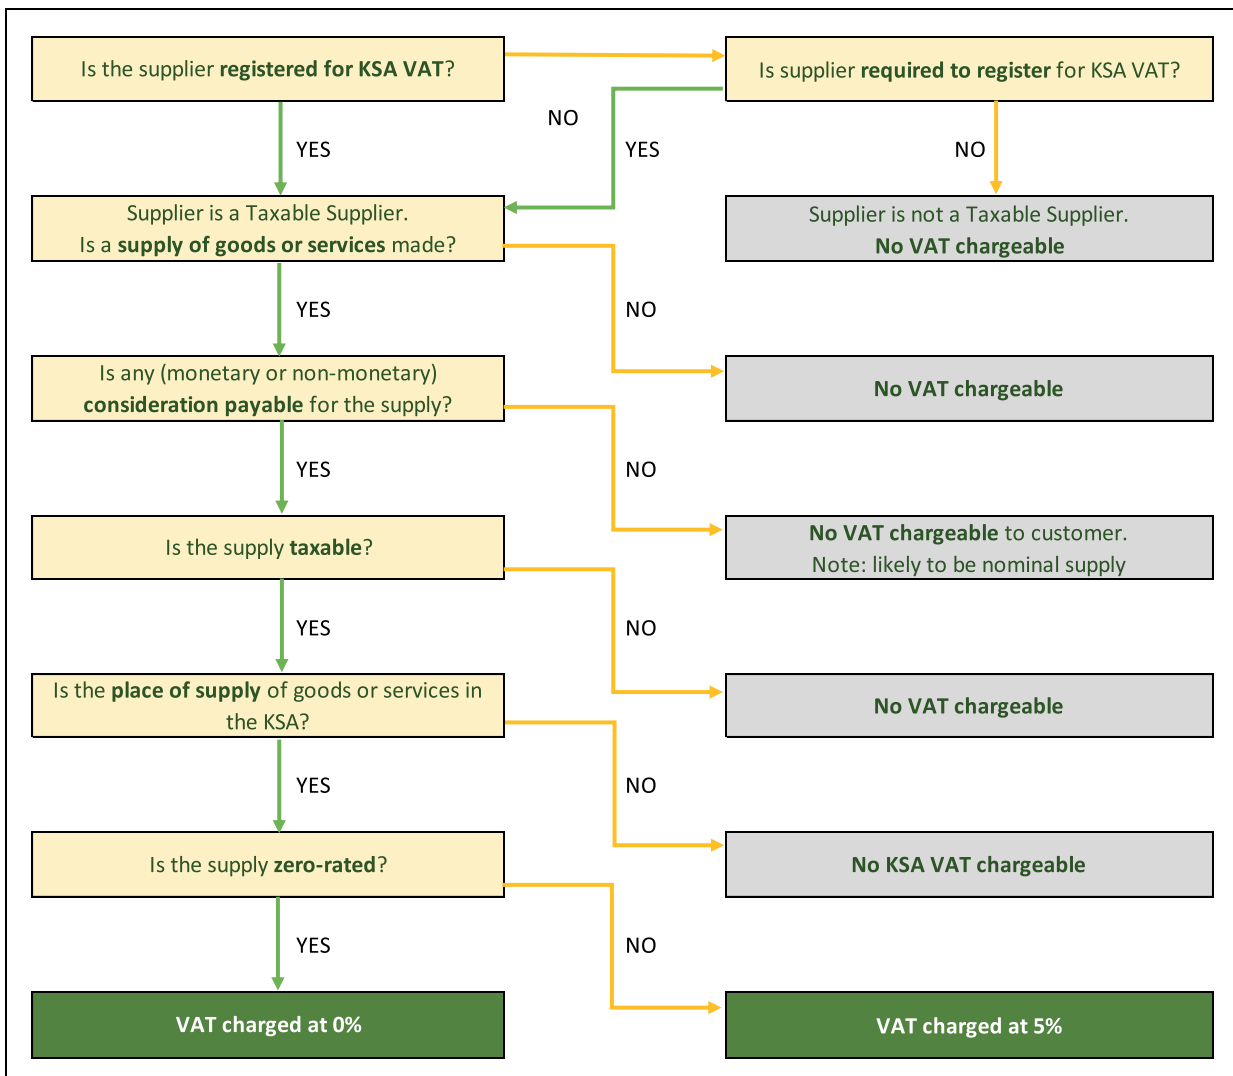 Is the supplier registered for KSA VAT?
Is supplier required to register for KSA VAT?
NO
YES
YES
NO
Supplier is a Taxable Supplier.
Is a supply of goods or services made?
Supplier is not a Taxable Supplier.
No VAT chargeable
YES
NO
Is any (monetary or non-monetary)
consideration payable for the supply?
No VAT chargeable
YES
NO
Is the supply taxable?
No VAT chargeable to customer.
Note: likely to be nominal supply
YES
NO
Is the place of supply of goods or services in
the KSA?
No VAT chargeable
YES
NO
Is the supply zero-rated?
No KSA VAT chargeable
YES
NO
VAT charged at 0%
VAT charged at 5%